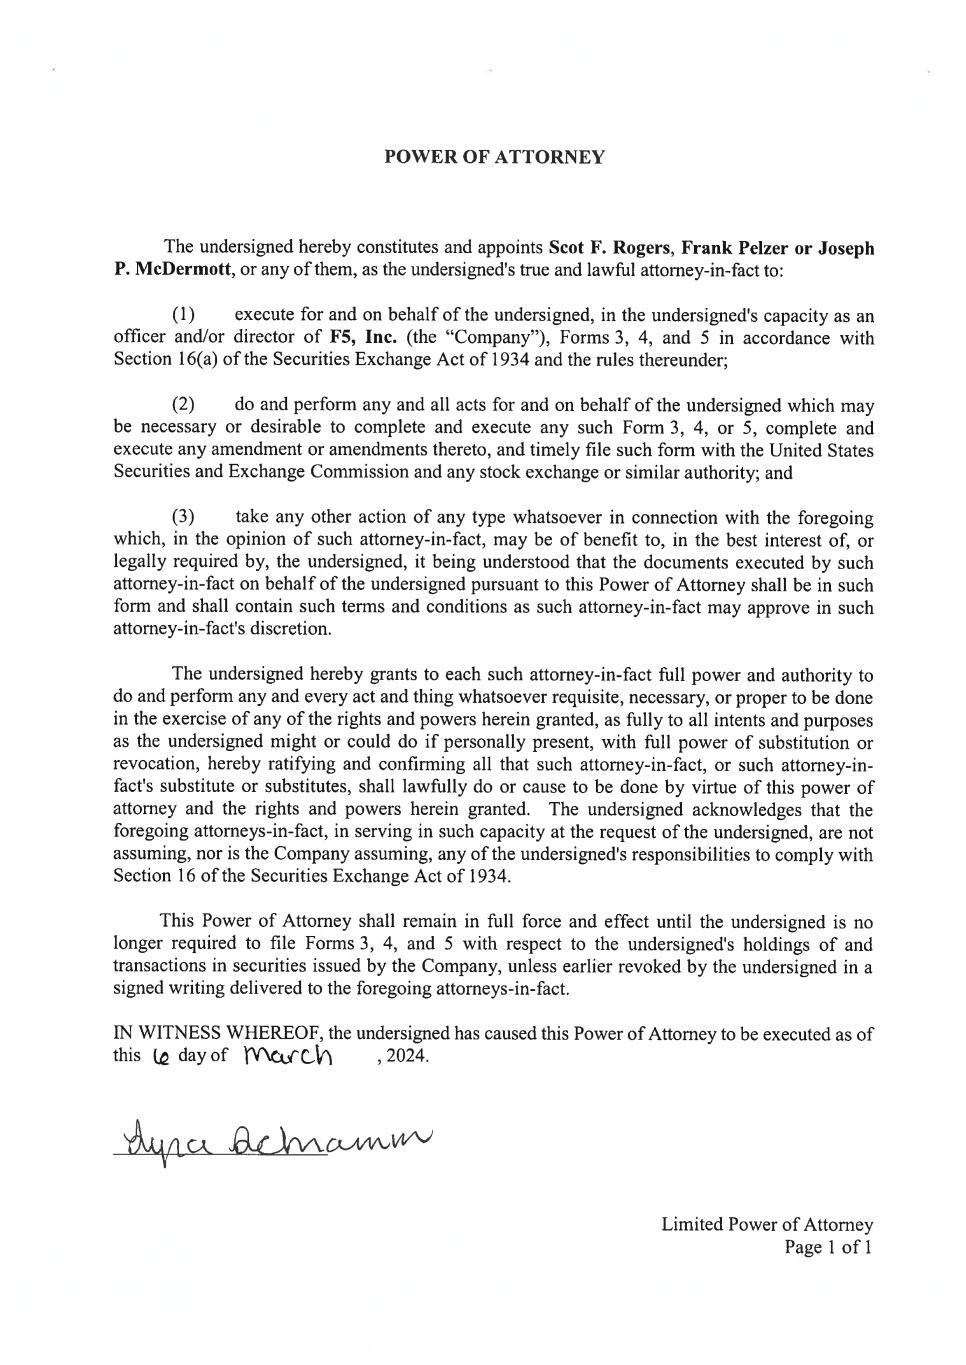 POWER OF ATTORNEY
The undersigned hereby constitutes and appoints Scot F. Rogers, Frank Pelzer or Joseph
P. McDermott, or any of them, as the undersigned's true and lawful attorney-in-fact to:
(1) execute for and on behalf of the undersigned, in the undersigned's capacity as an
officer and/or director of F5, Inc. (the “Company”), Forms 3, 4, and 5 in accordance with
Section 16(a) of the Securities Exchange Act of 1934 and the rules thereunder;
(2) do and perform any and all acts for and on behalf of the undersigned which may
be necessary or desirable to complete and execute any such Form 3, 4, or 5, complete and
execute any amendment or amendments thereto, and timely file such form with the United States
Securities and Exchange Commission and any stock exchange or similar authority; and
(3) take any other action of any type whatsoever in connection with the foregoing
which, in the opinion of such attorney-in-fact, may be of benefit to, in the best interest of, or
legally required by, the undersigned, it being understood that the documents executed by such
attorney-in-fact on behalf of the undersigned pursuant to this Power of Attorney shall be in such
form and shall contain such terms and conditions as such attorney-in-fact may approve in such
attorney-in-fact's discretion.
The undersigned hereby grants to each such attorney-in-fact full power and authority to
do and perform any and every act and thing whatsoever requisite, necessary, or proper to be done
in the exercise of any of the rights and powers herein granted, as fully to all intents and purposes
as the undersigned might or could do if personally present, with full power of substitution or
revocation, hereby ratifying and confirming all that such attorney-in-fact, or such attorney-in-
fact's substitute or substitutes, shall lawfully do or cause to be done by virtue of this power of
attorney and the rights and powers herein granted. The undersigned acknowledges that the
foregoing attorneys-in-fact, in serving in such capacity at the request of the undersigned, are not
assuming, nor is the Company assuming, any of the undersigned's responsibilities to comply with
Section 16 of the Securities Exchange Act of 1934.
This Power of Attorney shall remain in full force and effect until the undersigned is no
longer required to file Forms 3, 4, and 5 with respect to the undersigned's holdings of and
transactions in securities issued by the Company, unless earlier revoked by the undersigned in a
signed writing delivered to the foregoing attorneys-in-fact.
IN WITNESS WHEREOF, the undersigned has caused this Power of Attorney to be executed as of
this 6 day of March , 2024.
Limited Power of Attorney
Page 1 of 1